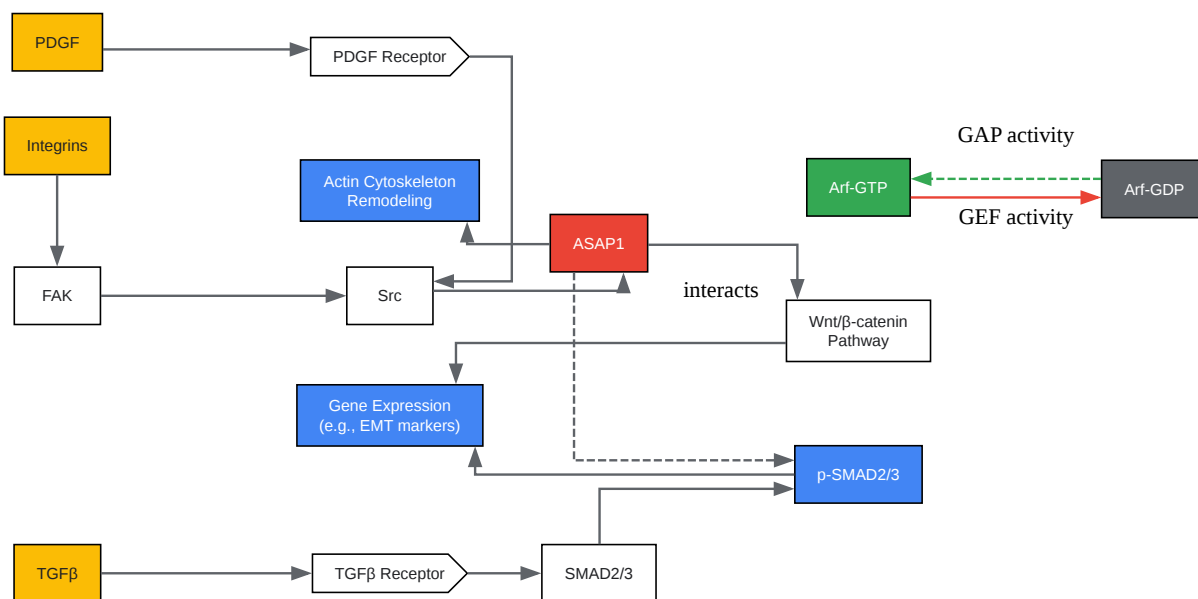 PDGF
PDGF Receptor
Integrins
GAP activity
Actin Cytoskeleton
Remodeling
Arf-GTP
Arf-GDP
GEF activity
ASAP1
FAK
Src
interacts
Wnt/β-catenin
Pathway
Gene Expression
(e.g., EMT markers)
p-SMAD2/3
TGFβ
TGFβ Receptor
SMAD2/3